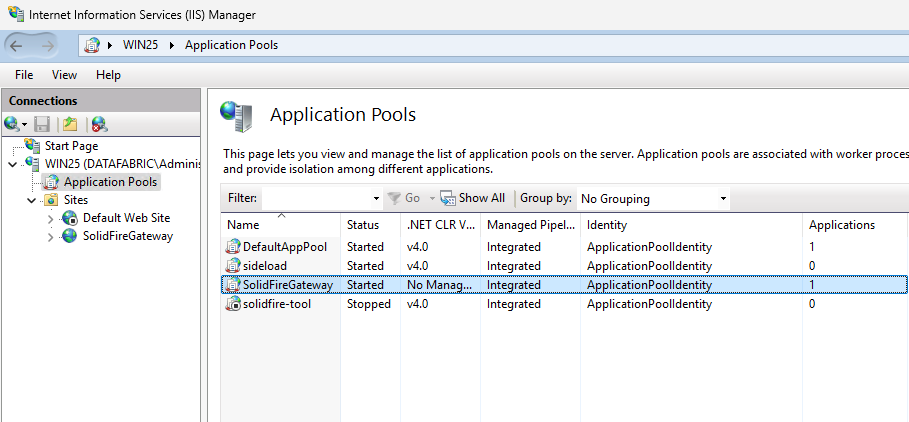 Internet Information Services (IIS) Manager
WIN25 Application Pools
File View Help
Connections
Start Page
WIN25 (DATAFABRIC\Adminis
Application Pools
Sites
Default Web Site
SolidFireGateway
Application Pools
This page lets you view and manage the list of application pools on the server. Application pools are associated with worker proces
and provide isolation among different applications.
Filter: Go Show All Group by: No Grouping
Name Status .NET CLR V... Managed Pipel... Identity Applications
DefaultAppPool Started v4.0 Integrated ApplicationPoolIdentity 1
sideload Started v4.0 Integrated ApplicationPoolIdentity 0
SolidFireGateway Started No Manag... Integrated ApplicationPoolIdentity 1
solidfire-tool Stopped v4.0 Integrated ApplicationPoolIdentity 0